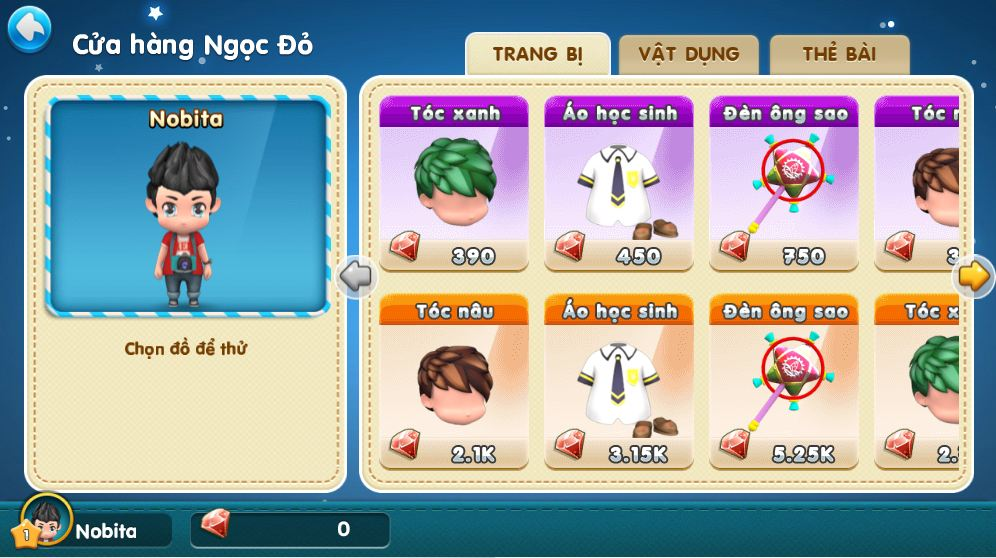 Cửa hàng Ngọc Đỏ
TRANG BỊ
VẬT DỤNG
THẺ BÀI
Nobita
Chọn đồ để thử
Tóc xanh
Áo học sinh
Đèn ông sao
Tóc
390
450
750
Tóc nâu
Áo học sinh
Đèn ông sao
Tóc x
2.1K
3.15K
5.25K
1
Nobita
0